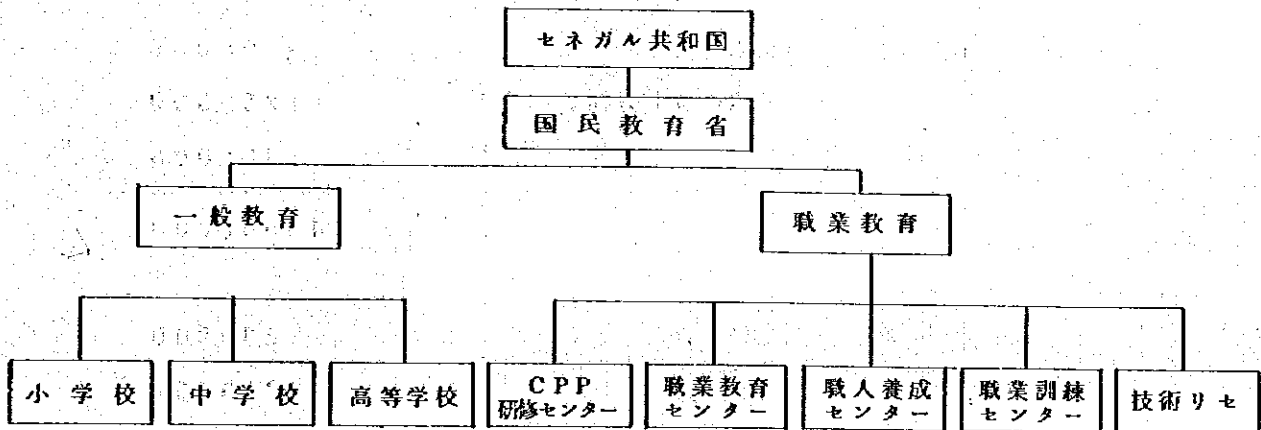 セネガル共和国
国民教育省
一般教育
職業教育
小学校
中学校
高等学校
CPP
研修センター
職業教育
センター
職人養成
センター
職業訓練
センター
技術リセ